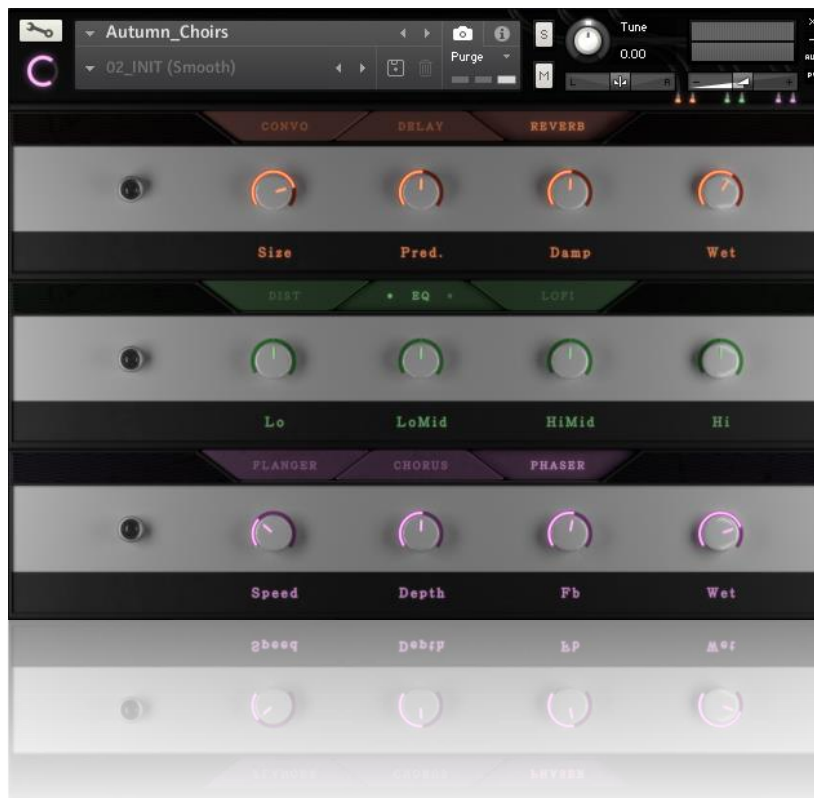 Autumn_Choirs
02_INIT (Smooth)
Purge
S
M
Tune
0.00
L
R
CONVO DELAY REVERB
Size Pred. Damp Wet
DIST EQ LOFI
Lo LoMid HiMid Hi
FLANGER CHORUS PHASER
Speed Depth Fb Wet